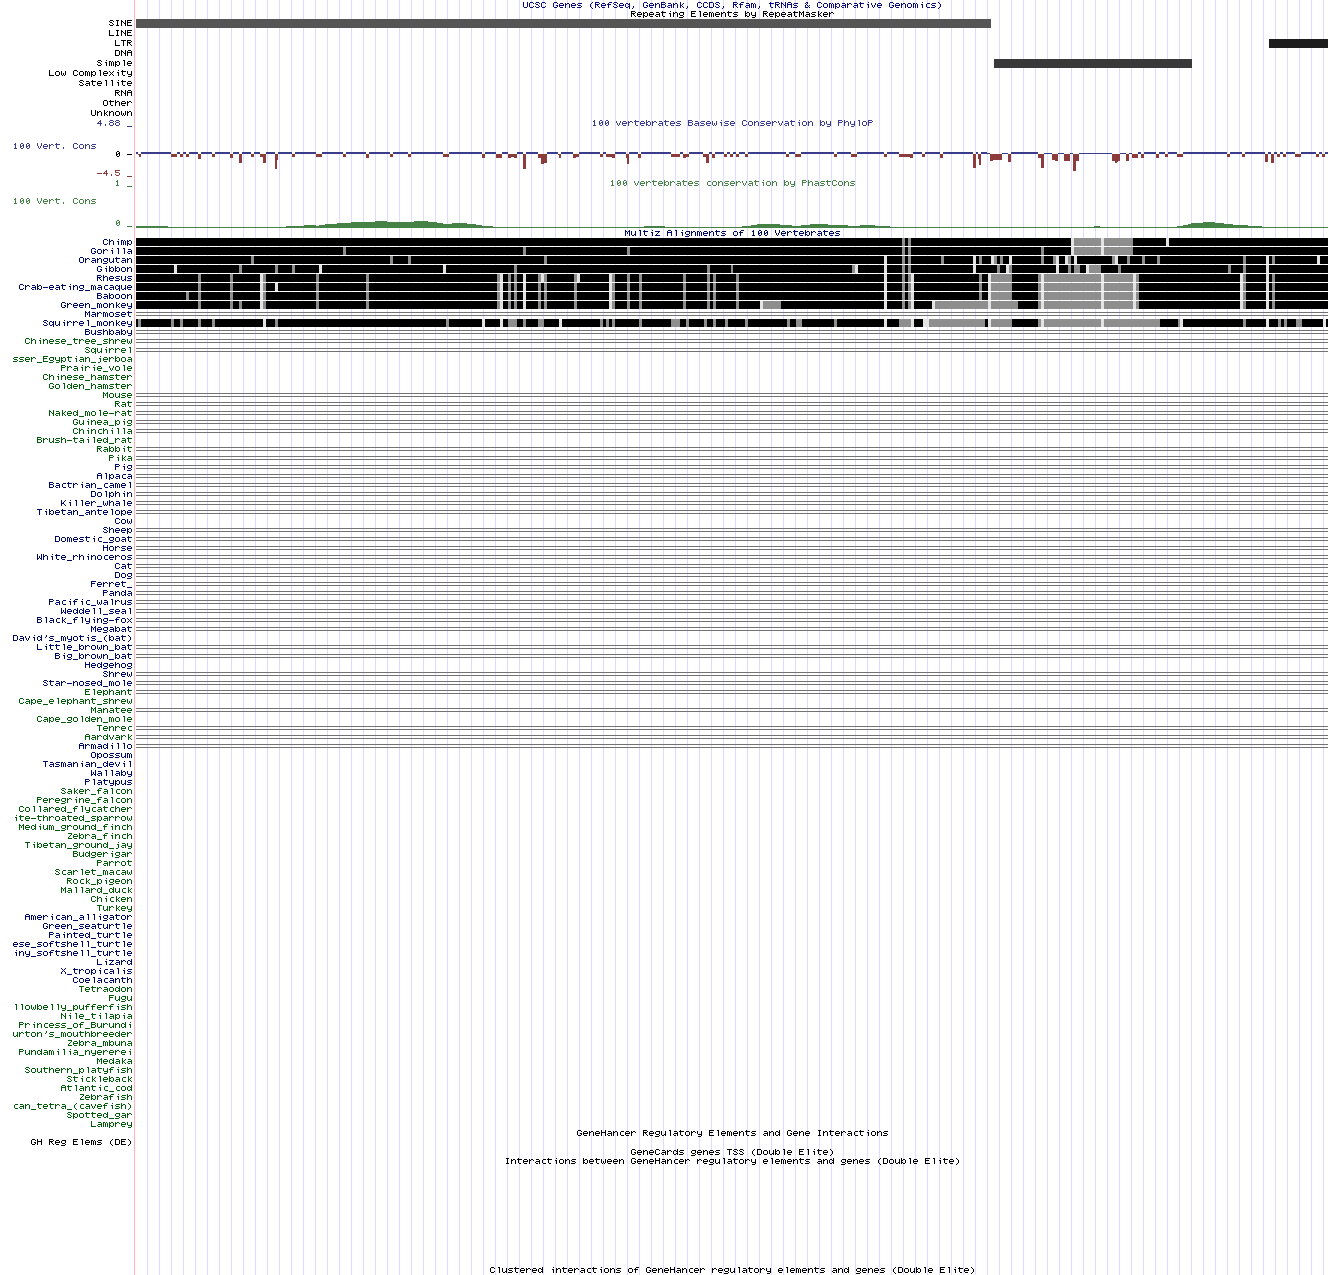 UCSC Genes (RefSeq, GenBank, CCDS, Rfam, tRNAs & Comparative Genomics)
Repeating Elements by RepeatMasker
SINE
LINE
LTR
DNA
Simple
Low Complexity
Satellite
RNA
Other
Unknown
4.88 _
100 vertebrates Basewise Conservation by PhyloP
100 Vert. Cons
0 –
-4.5 _
1 _
100 vertebrates conservation by PhastCons
100 Vert. Cons
0 _
Multiz Alignments of 100 Vertebrates
Chimp
Gorilla
Orangutan
Gibbon
Rhesus
Crab-eating_macaque
Baboon
Green_monkey
Marmoset
Squirrel_monkey
Bushbaby
Chinese_tree_shrew
Squirrel
sser_Egyptian_jerboa
Prairie_vole
Chinese_hamster
Golden_hamster
Mouse
Rat
Naked_mole-rat
Guinea_pig
Chinchilla
Brush-tailed_rat
Rabbit
Pika
Pig
Alpaca
Bactrian_camel
Dolphin
Killer_whale
Tibetan_antelope
Cow
Sheep
Domestic_goat
Horse
White_rhinoceros
Cat
Dog
Ferret_
Panda
Pacific_walrus
Weddell_seal
Black_flying-fox
Megabat
David's_myotis_(bat)
Little_brown_bat
Big_brown_bat
Hedgehog
Shrew
Star-nosed_mole
Elephant
Cape_elephant_shrew
Manatee
Cape_golden_mole
Tenrec
Aardvark
Armadillo
Opossum
Tasmanian_devil
Wallaby
Platypus
Saker_falcon
Peregrine_falcon
Collared_flycatcher
ite-throated_sparrow
Medium_ground_finch
Zebra_finch
Tibetan_ground_jay
Budgerigar
Parrot
Scarlet_macaw
Rock_pigeon
Mallard_duck
Chicken
Turkey
American_alligator
Green_seaturtle
Painted_turtle
ese_softshell_turtle
iny_softshell_turtle
Lizard
X_tropicalis
Coelacanth
Tetraodon
Fugu
llowbelly_pufferfish
Nile_tilapia
Princess_of_Burundi
urton's_mouthbreeder
Zebra_mbuna
Pundamilia_nyererei
Medaka
Southern_platyfish
Stickleback
Atlantic_cod
Zebrafish
can_tetra_(cavefish)
Spotted_gar
Lamprey
GeneHancer Regulatory Elements and Gene Interactions
GH Reg Elems (DE)
GeneCards genes TSS (Double Elite)
Interactions between GeneHancer regulatory elements and genes (Double Elite)
Clustered interactions of GeneHancer regulatory elements and genes (Double Elite)